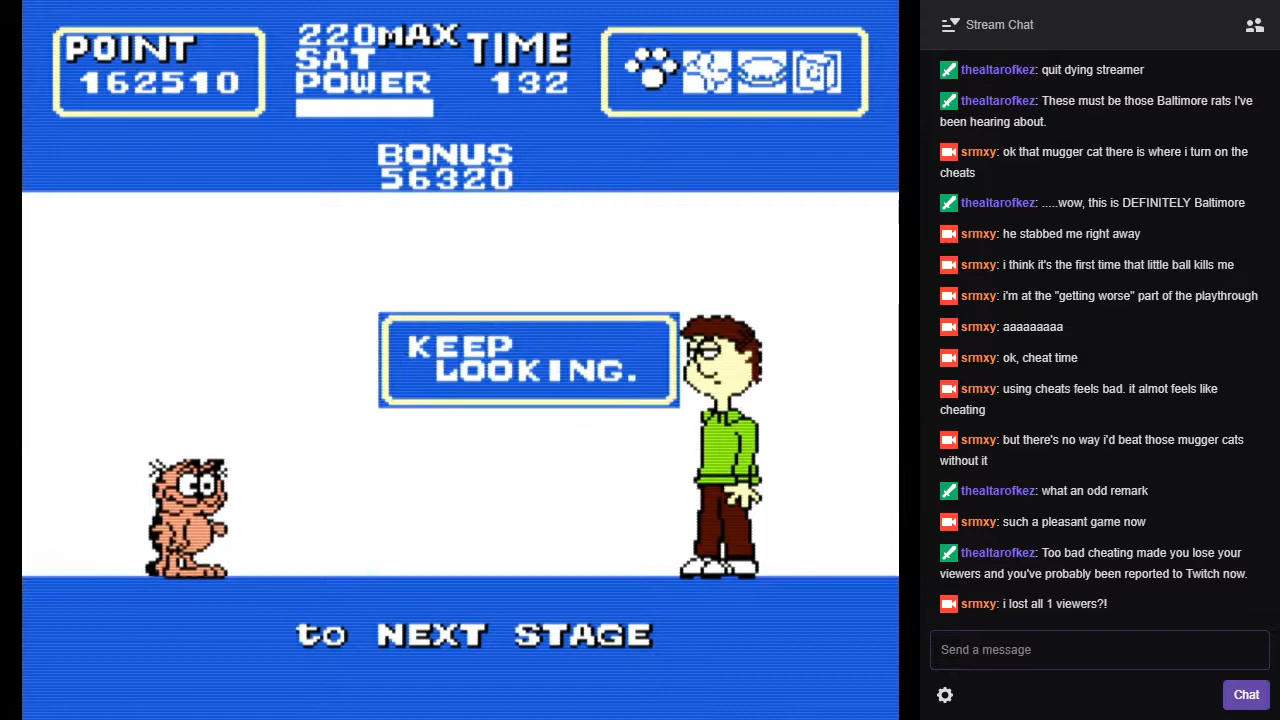 POINT
162510
220MAX
SAT
POWER
TIME
132
BONUS
56320
KEEP
LOOKING.
to NEXT STAGE
Stream Chat
thealtarofkez: quit dying streamer
thealtarofkez: These must be those Baltimore rats I've
been hearing about.
srmxy: ok that mugger cat there is where i turn on the
cheats
thealtarofkez: .....wow, this is DEFINITELY Baltimore
srmxy: he stabbed me right away
srmxy: i think it's the first time that little ball kills me
srmxy: i'm at the "getting worse" part of the playthrough
srmxy: aaaaaaaaa
srmxy: ok, cheat time
srmxy: using cheats feels bad. it almot feels like
cheating
srmxy: but there's no way i'd beat those mugger cats
without it
thealtarofkez: what an odd remark
srmxy: such a pleasant game now
thealtarofkez: Too bad cheating made you lose your
viewers and you've probably been reported to Twitch now.
srmxy: i lost all 1 viewers?!
Send a message
Chat